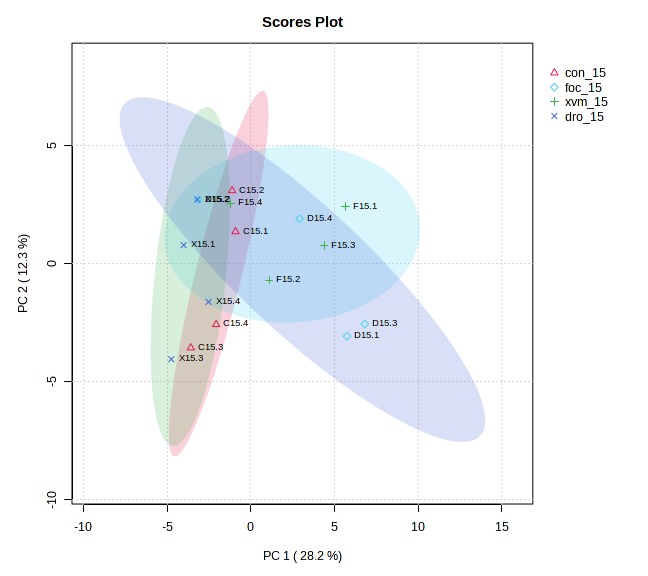 Scores Plot
con_15
foc_15
xvm_15
dro_15
C15.2
F15.4
F15.1
D15.4
C15.1
X15.1
F15.3
F15.2
X15.4
C15.4
D15.3
D15.1
C15.3
X15.3
5
0
-5
-10
-10
-5
0
5
10
15
PC 2 ( 12.3 %)
PC 1 ( 28.2 %)